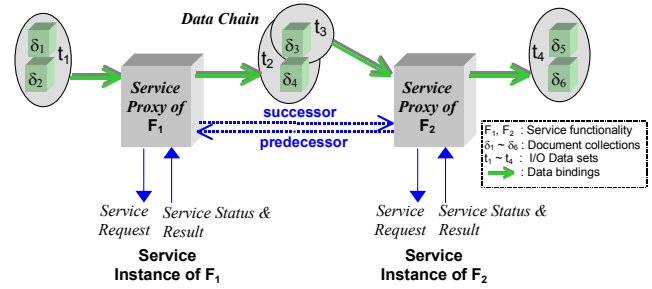 Data Chain
δ1
δ2
t1
Service
Proxy of
F1
t2
δ3
δ4
t3
Service
Proxy of
F2
t4
δ5
δ6
successor
predecessor
F1, F2 : Service functionality
δ1 ~ δ6 : Document collections
t1 ~ t4 : I/O Data sets
: Data bindings
Service
Request
Service Status &
Result
Service
Instance of F1
Service
Request
Service Status &
Result
Service
Instance of F2